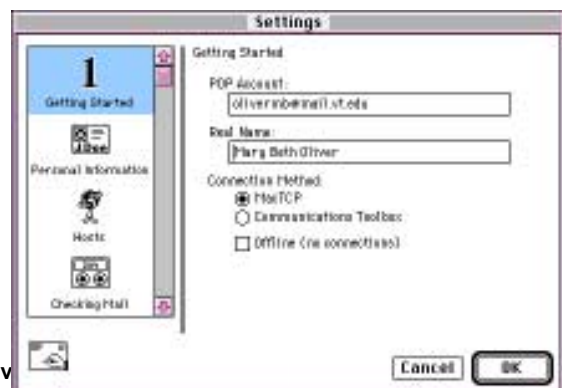 Settings
1
Getting Started
Personal Information
Hosts
Checking Mail
Getting Started
POP Account:
olivermb@mail.vt.edu
Real Name:
Mary Beth Oliver
Connection Method:
MacTCP
Communications Toolbox
Offline (no connections)
Cancel
OK
v